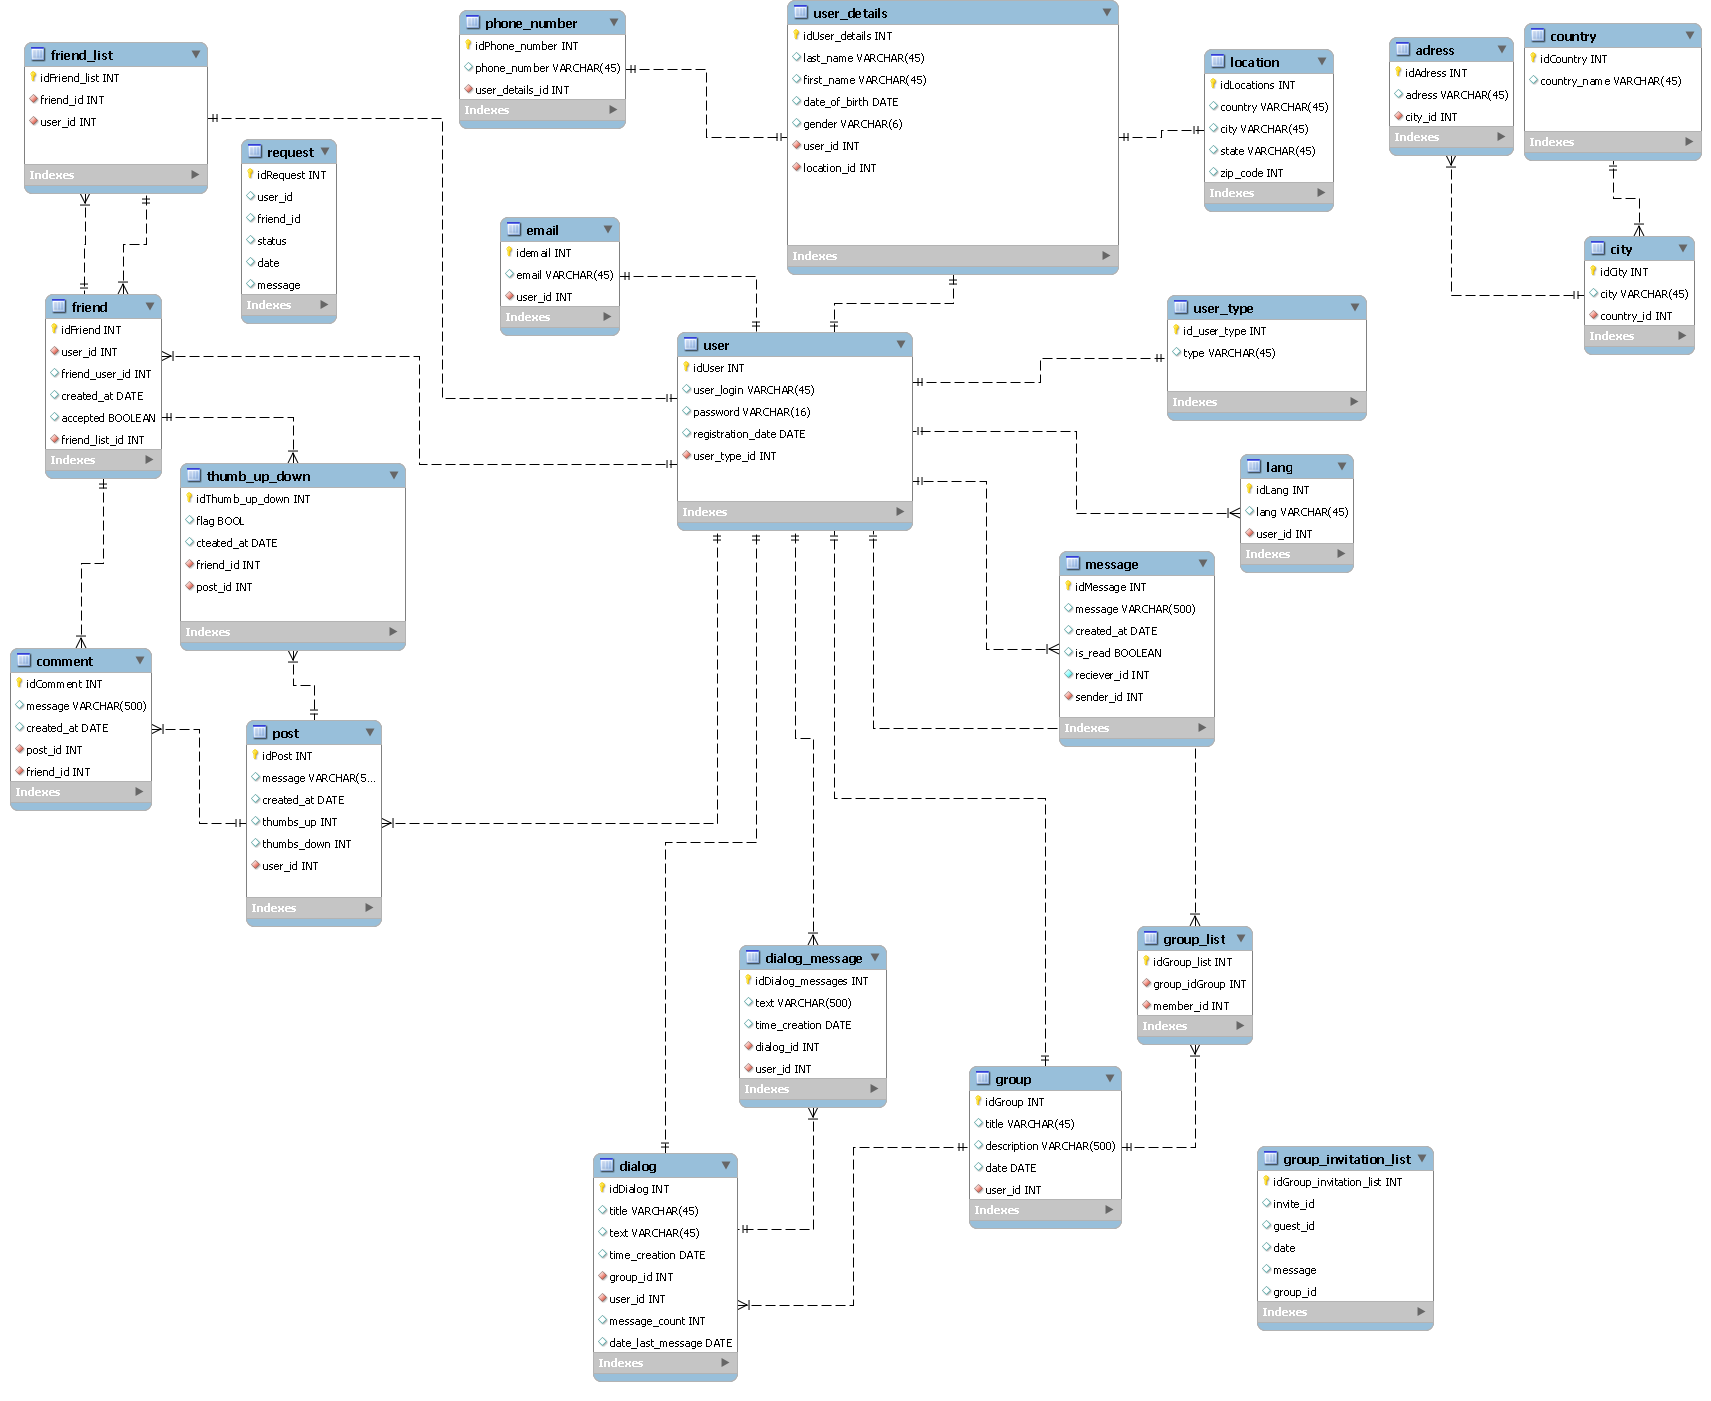 friend_list
idFriend_list INT
friend_id INT
user_id INT
Indexes
request
idRequest INT
user_id
friend_id
status
date
message
Indexes
phone_number
idPhone_number INT
phone_number VARCHAR(45)
user_details_id INT
Indexes
user_details
idUser_details INT
last_name VARCHAR(45)
first_name VARCHAR(45)
date_of_birth DATE
gender VARCHAR(6)
user_id INT
location_id INT
Indexes
location
idLocations INT
country VARCHAR(45)
city VARCHAR(45)
state VARCHAR(45)
zip_code INT
Indexes
adress
idAdress INT
adress VARCHAR(45)
city_id INT
Indexes
country
idCountry INT
country_name VARCHAR(45)
Indexes
city
idCity INT
city VARCHAR(45)
country_id INT
Indexes
email
idemail INT
email VARCHAR(45)
user_id INT
Indexes
friend
idFriend INT
user_id INT
friend_user_id INT
created_at DATE
accepted BOOLEAN
friend_list_id INT
Indexes
user
idUser INT
user_login VARCHAR(45)
password VARCHAR(16)
registration_date DATE
user_type_id INT
Indexes
user_type
id_user_type INT
type VARCHAR(45)
Indexes
thumb_up_down
idThumb_up_down INT
flag BOOL
cteated_at DATE
friend_id INT
post_id INT
Indexes
lang
idLang INT
lang VARCHAR(45)
user_id INT
Indexes
message
idMessage INT
message VARCHAR(500)
created_at DATE
is_read BOOLEAN
reciever_id INT
sender_id INT
Indexes
comment
idComment INT
message VARCHAR(500)
created_at DATE
post_id INT
friend_id INT
Indexes
post
idPost INT
message VARCHAR(5...
created_at DATE
thumbs_up INT
thumbs_down INT
user_id INT
Indexes
dialog_message
idDialog_messages INT
text VARCHAR(500)
time_creation DATE
dialog_id INT
user_id INT
Indexes
group_list
idGroup_list INT
group_idGroup INT
member_id INT
Indexes
group
idGroup INT
title VARCHAR(45)
description VARCHAR(500)
date DATE
user_id INT
Indexes
dialog
idDialog INT
title VARCHAR(45)
text VARCHAR(45)
time_creation DATE
group_id INT
user_id INT
message_count INT
date_last_message DATE
Indexes
group_invitation_list
idGroup_invitation_list INT
invite_id
guest_id
date
message
group_id
Indexes